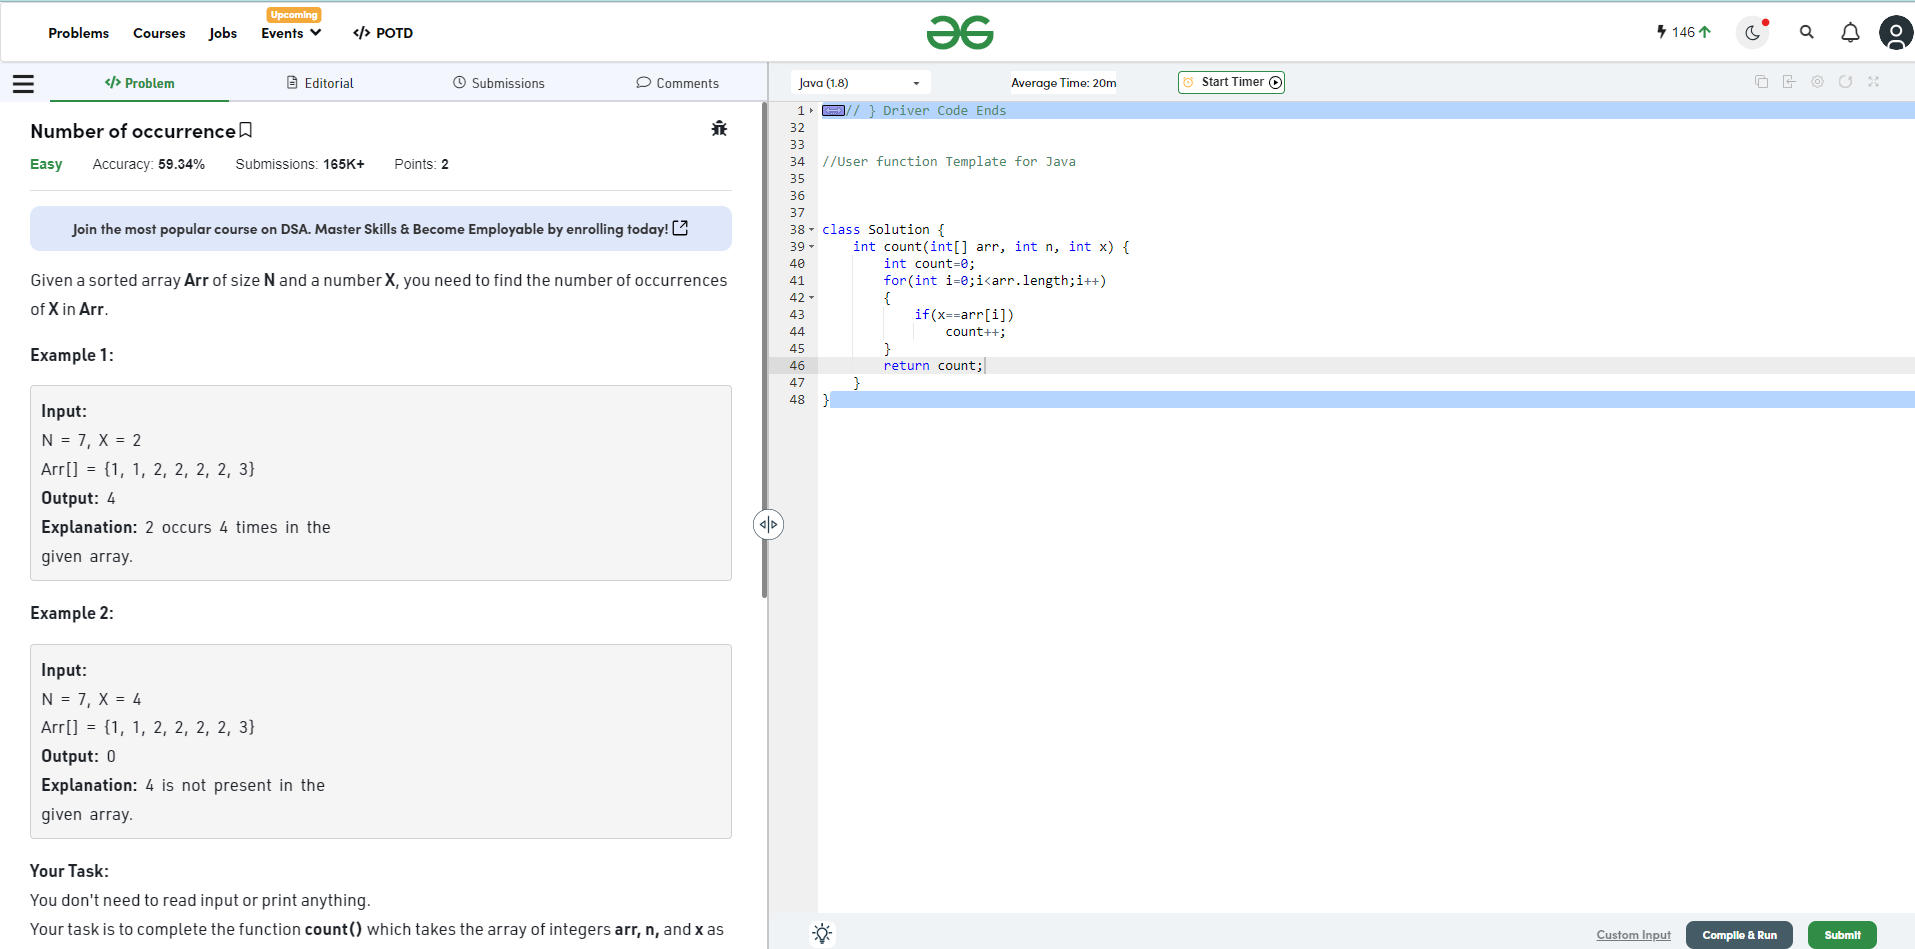 Upcoming
Problems Courses Jobs Events </> POTD
146
</> Problem Editorial Submissions Comments
Java (1.8) Average Time: 20m Start Timer
Number of occurrence
Easy Accuracy: 59.34% Submissions: 165K+ Points: 2
Join the most popular course on DSA. Master Skills & Become Employable by enrolling today!
Given a sorted array Arr of size N and a number X, you need to find the number of occurrences
of X in Arr.
Example 1:
Input:
N = 7, X = 2
Arr[] = {1, 1, 2, 2, 2, 2, 3}
Output: 4
Explanation: 2 occurs 4 times in the
given array.
Example 2:
Input:
N = 7, X = 4
Arr[] = {1, 1, 2, 2, 2, 2, 3}
Output: 0
Explanation: 4 is not present in the
given array.
Your Task:
You don't need to read input or print anything.
Your task is to complete the function count() which takes the array of integers arr, n, and x as
1 // } Driver Code Ends
32
33
34 //User function Template for Java
35
36
37
38 class Solution {
39 int count(int[] arr, int n, int x) {
40 int count=0;
41 for(int i=0;i<arr.length;i++)
42 {
43 if(x==arr[i])
44 count++;
45 }
46 return count;
47 }
48 }
Custom Input Compile & Run Submit